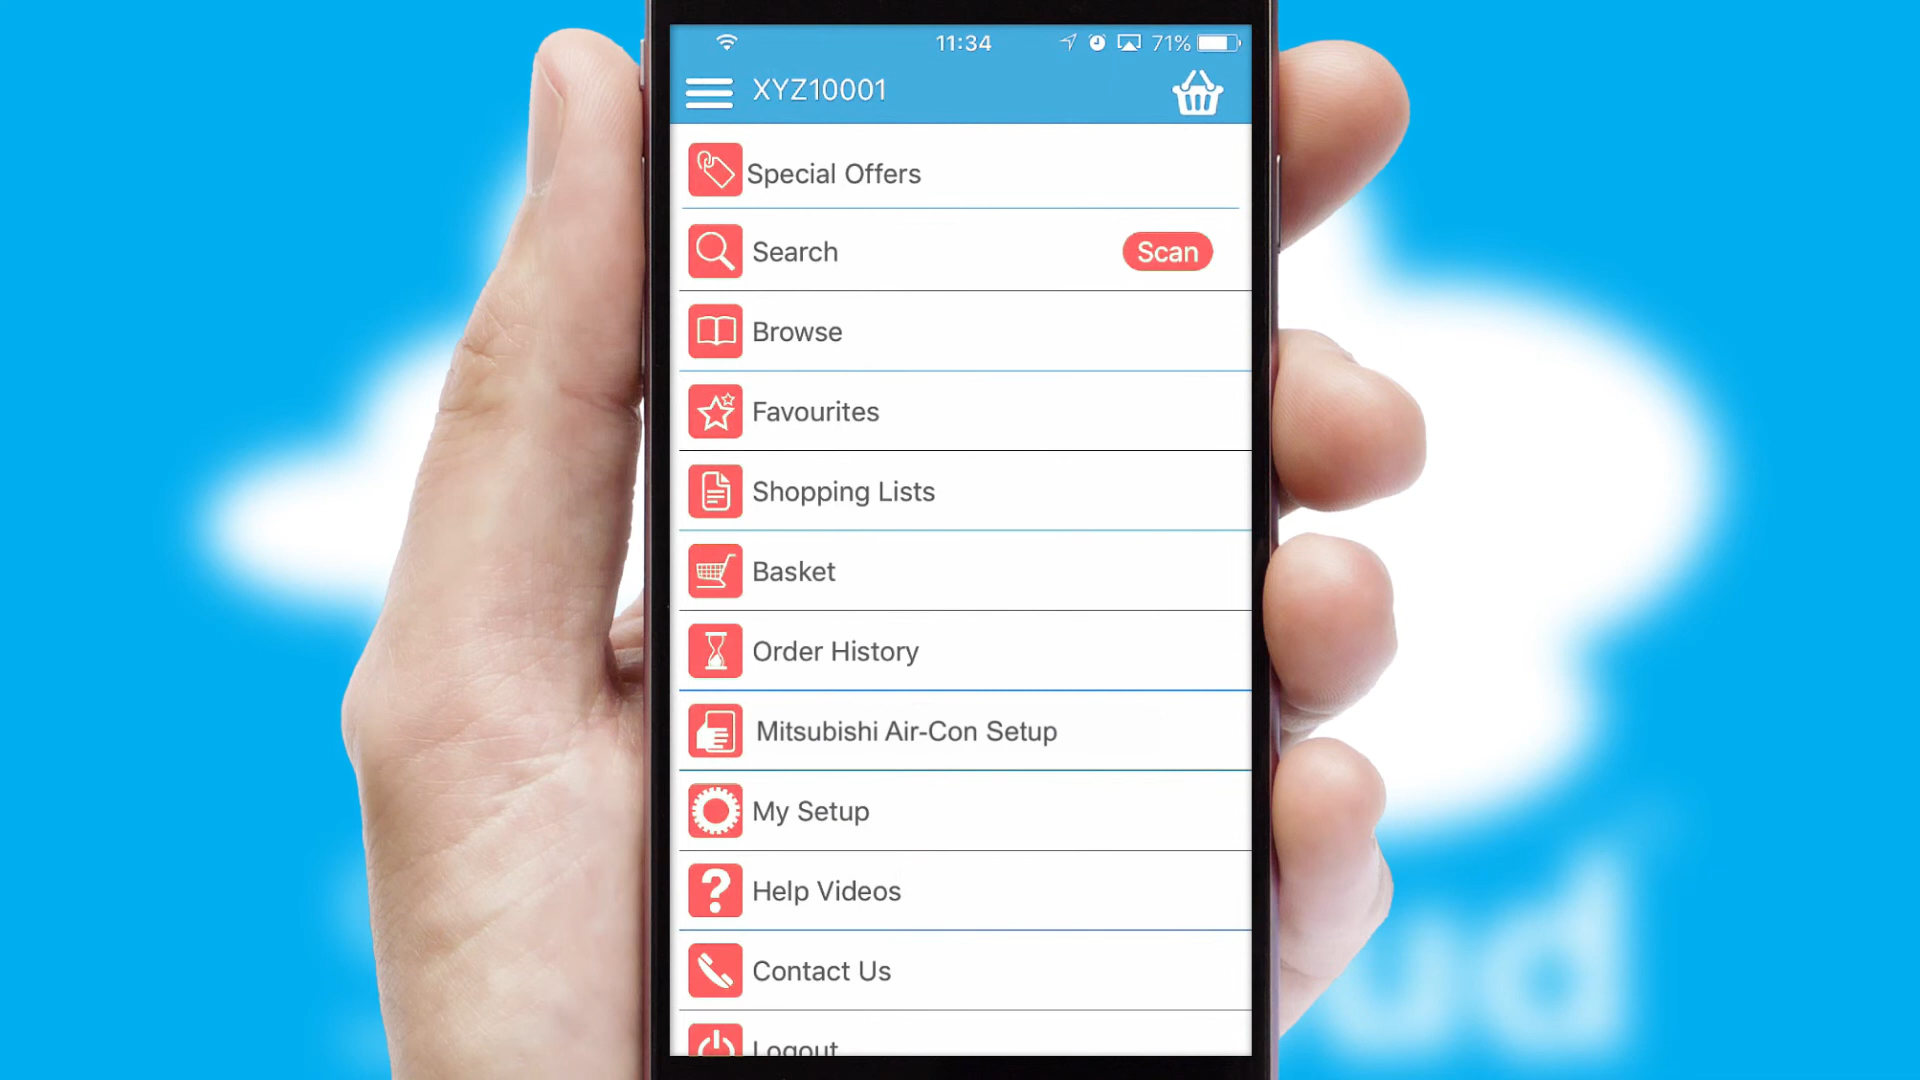 11:34
71%
XYZ10001
Special Offers
Search
Scan
Browse
Favourites
Shopping Lists
Basket
Order History
Mitsubishi Air-Con Setup
My Setup
Help Videos
Contact Us
Logout